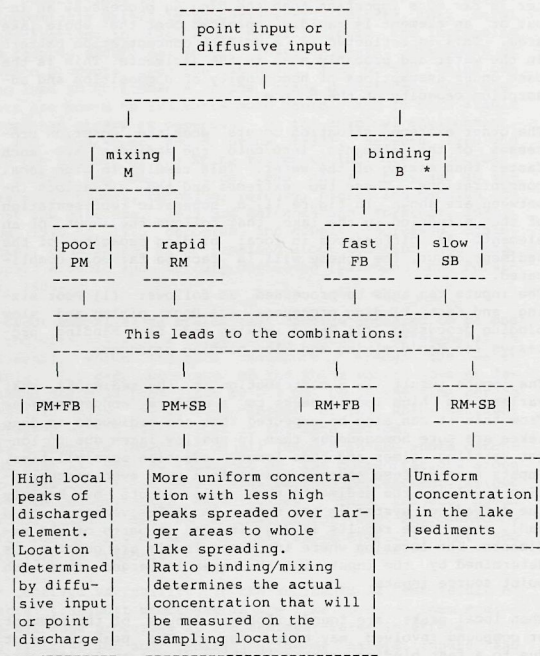 point input or
diffusive input
mixing
M
binding
B *
poor
PM
rapid
RM
fast
FB
slow
SB
This leads to the combinations:
PM+FB
PM+SB
RM+FB
RM+SB
High local
peaks of
discharged
element.
Location
determined
by diffu-
sive input
or point
discharge
More uniform concentra-
tion with less high
peaks spreaded over lar-
ger areas to whole
lake spreading.
Ratio binding/mixing
determines the actual
concentration that will
be measured on the
sampling location
Uniform
concentration
in the lake
sediments